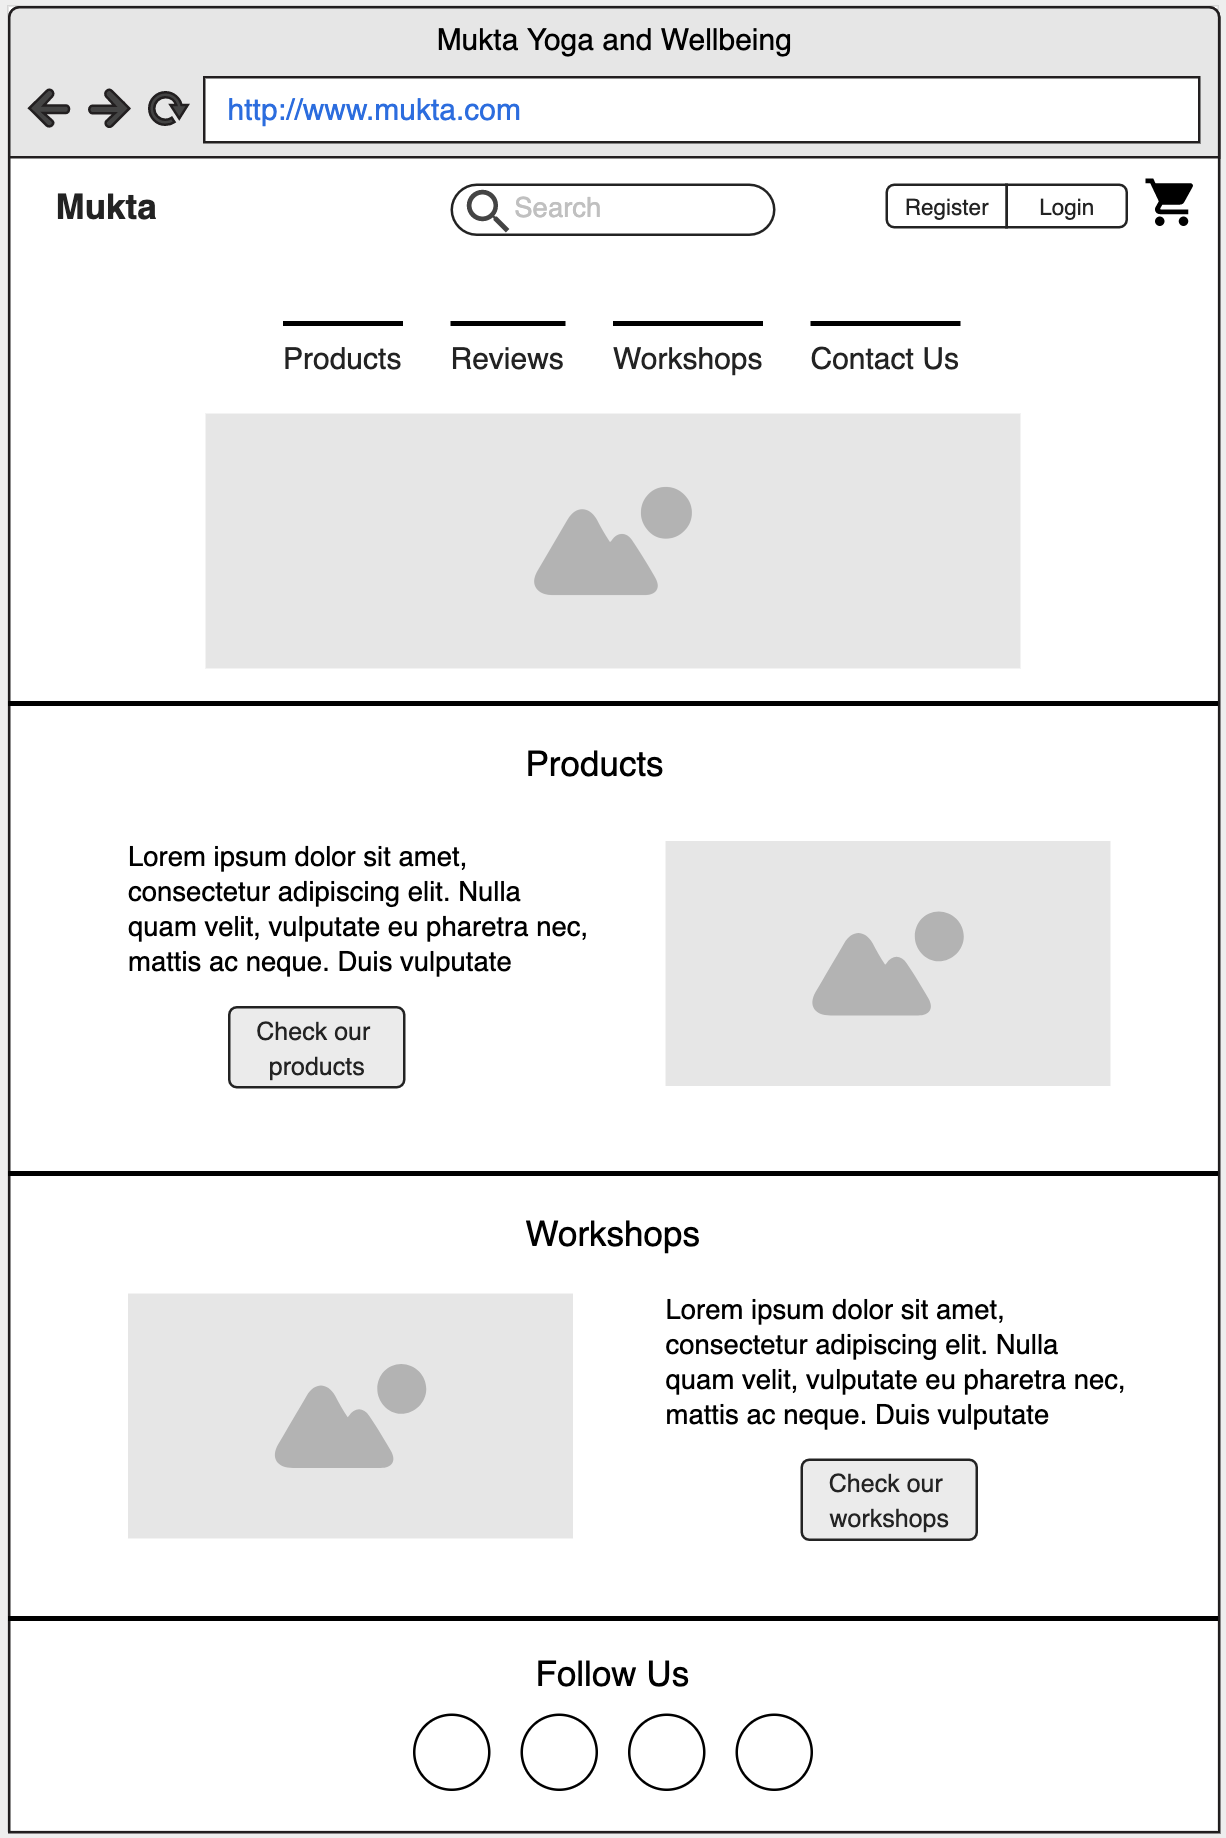 Mukta Yoga and Wellbeing
http://www.mukta.com
Mukta
Search
Register
Login
Products
Reviews
Workshops
Contact Us
Products
Lorem ipsum dolor sit amet,
consectetur adipiscing elit. Nulla
quam velit, vulputate eu pharetra nec,
mattis ac neque. Duis vulputate
Check our
products
Workshops
Lorem ipsum dolor sit amet,
consectetur adipiscing elit. Nulla
quam velit, vulputate eu pharetra nec,
mattis ac neque. Duis vulputate
Check our
workshops
Follow Us